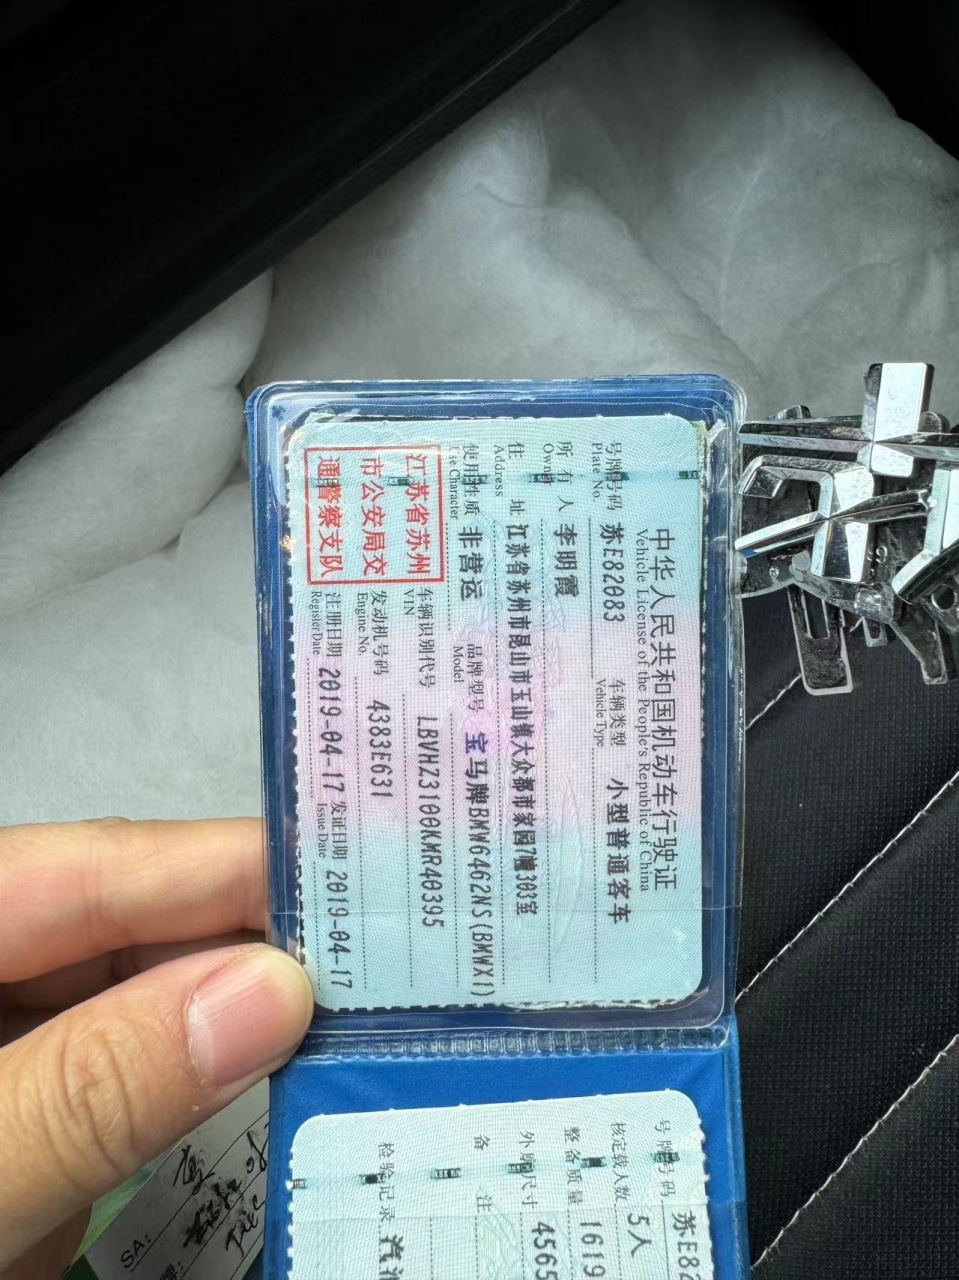 中华人民共和国机动车行驶证
Vehicle License of the People's Republic of China
号牌号码 苏E82083 车辆类型 小型普通客车
Plate No. Vehicle Type
所有人 李明霞
Owner
住址 江苏省苏州市昆山市玉山镇大众都市家园7幢303室
Address
使用性质 非营运 品牌型号 宝马牌BMW6462NS(BMWX1)
Use Character Model
江苏省苏州
市公安局交
通警察支队
车辆识别代号 LBVHZ3100KMR40395
VIN
发动机号码 4383E631
Engine No.
注册日期 2019-04-17 发证日期 2019-04-17
Register Date Issue Date
号牌号码 苏E82
核定载人数 5人
整备质量 1619
外廓尺寸 4565
备注
检验记录 汽油
SA:
牌: